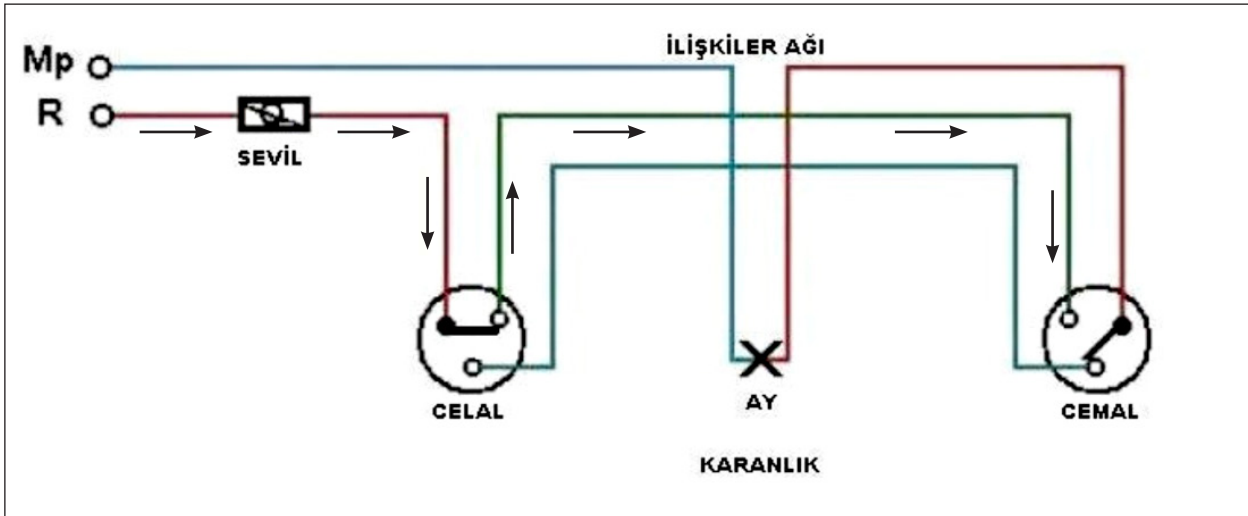 İLİŞKİLER AĞI
Mp
R
SEVİL
CELAL
AY
CEMAL
KARANLIK